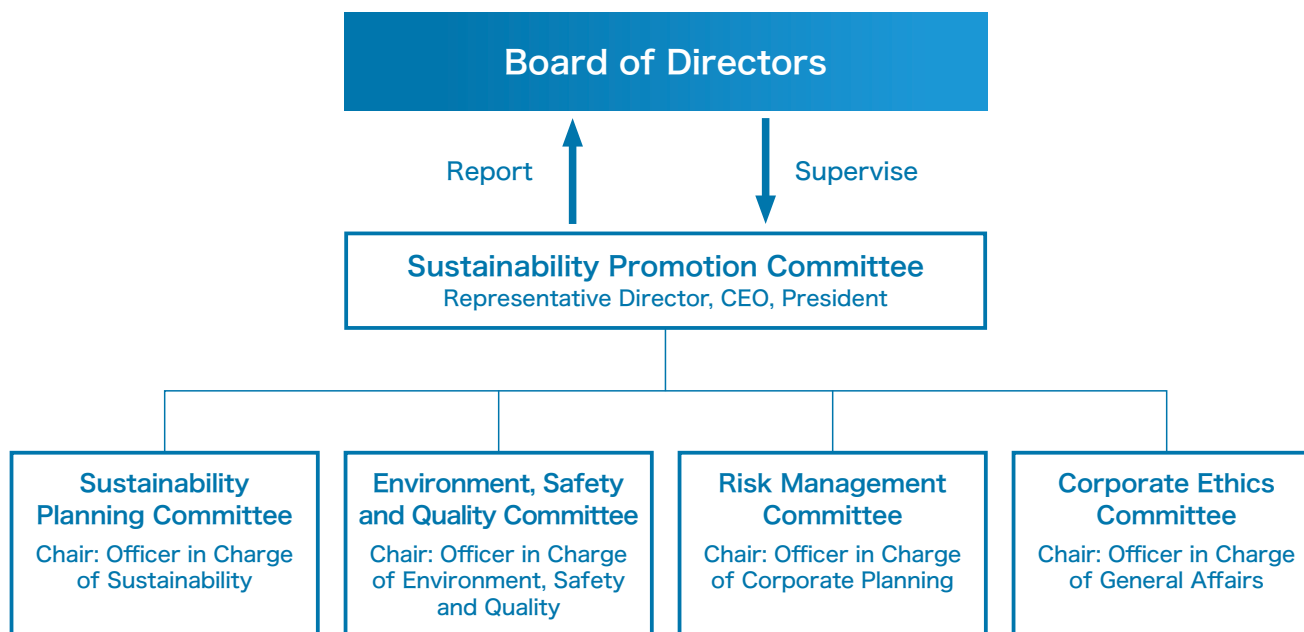 Board of Directors
Report
Supervise
Sustainability Promotion Committee
Representative Director, CEO, President
Sustainability
Planning Committee
Chair: Officer in Charge
of Sustainability
Environment, Safety
and Quality Committee
Chair: Officer in Charge
of Environment, Safety
and Quality
Risk Management
Committee
Chair: Officer in Charge
of Corporate Planning
Corporate Ethics
Committee
Chair: Officer in Charge
of General Affairs